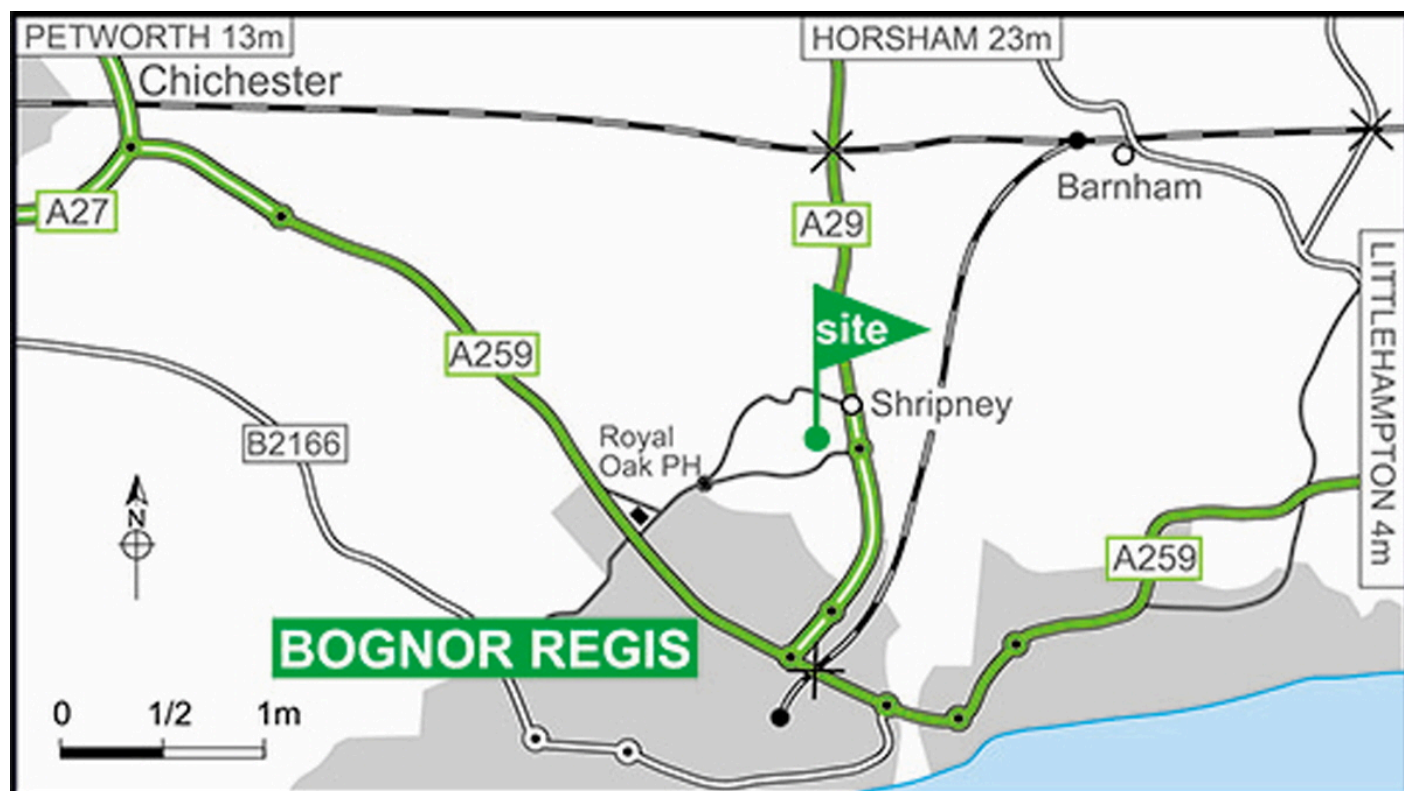 PETWORTH 13m
HORSHAM 23m
Chichester
Barnham
A27
A29
LITTLEHAMPTON 4m
site
A259
Shripney
B2166
Royal
Oak PH
N
A259
BOGNOR REGIS
0 1/2 1m